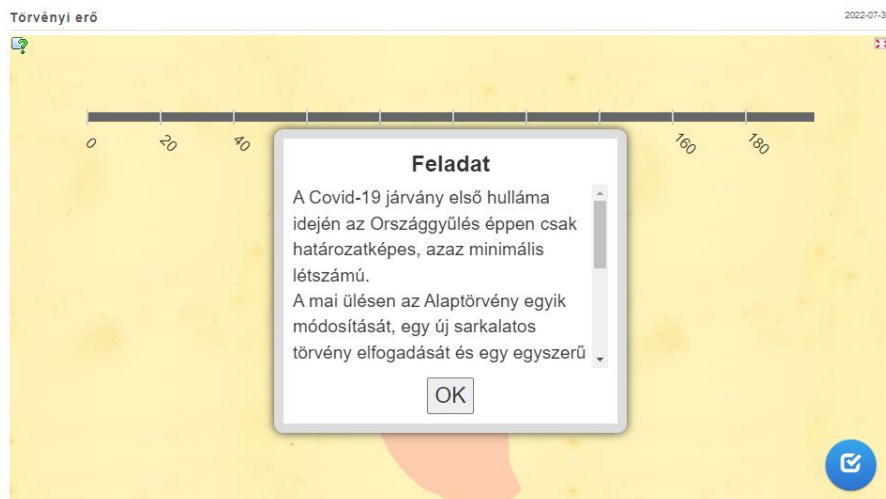 Törvényi erő
2022-07-3
0
20
40
160
180
Feladat
A Covid-19 járvány első hulláma
idején az Országgyűlés éppen csak
határozatképes, azaz minimális
létszámú.
A mai ülésen az Alaptörvény egyik
módosítását, egy új sarkalatos
törvény elfogadását és egy egyszerű
OK